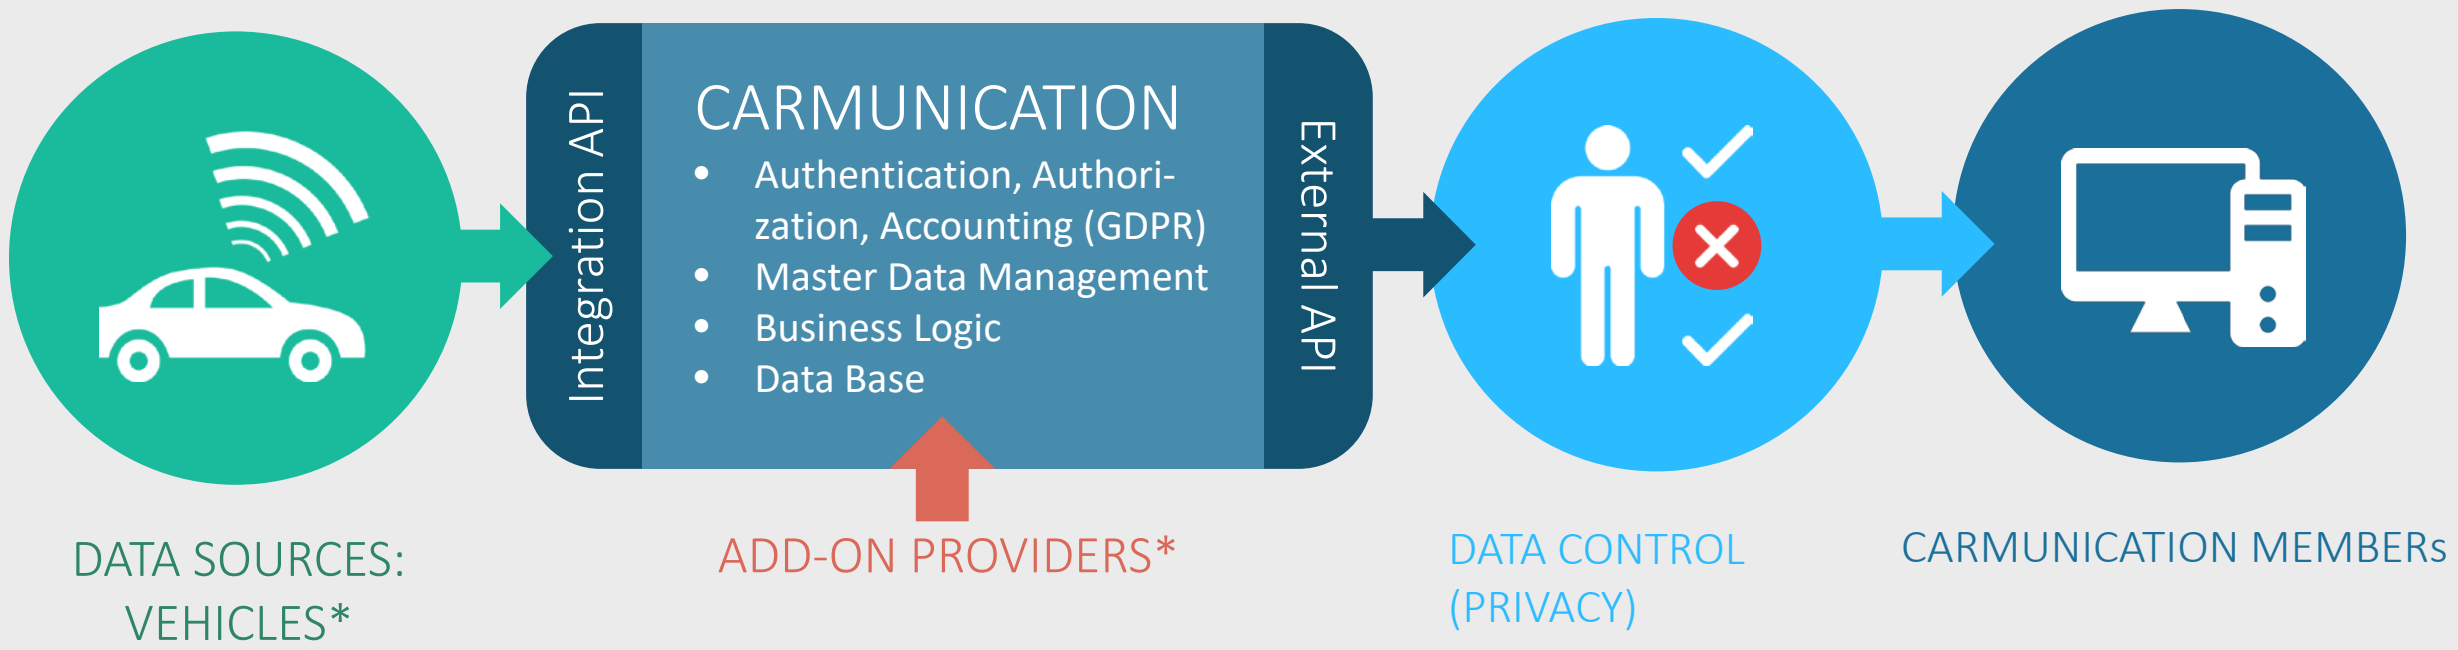 Integration API
CARMUNICATION
• Authentication, Authori-
zation, Accounting (GDPR)
• Master Data Management
• Business Logic
• Data Base
External API
DATA SOURCES:
VEHICLES*
ADD-ON PROVIDERS*
DATA CONTROL
(PRIVACY)
CARMUNICATION MEMBERs